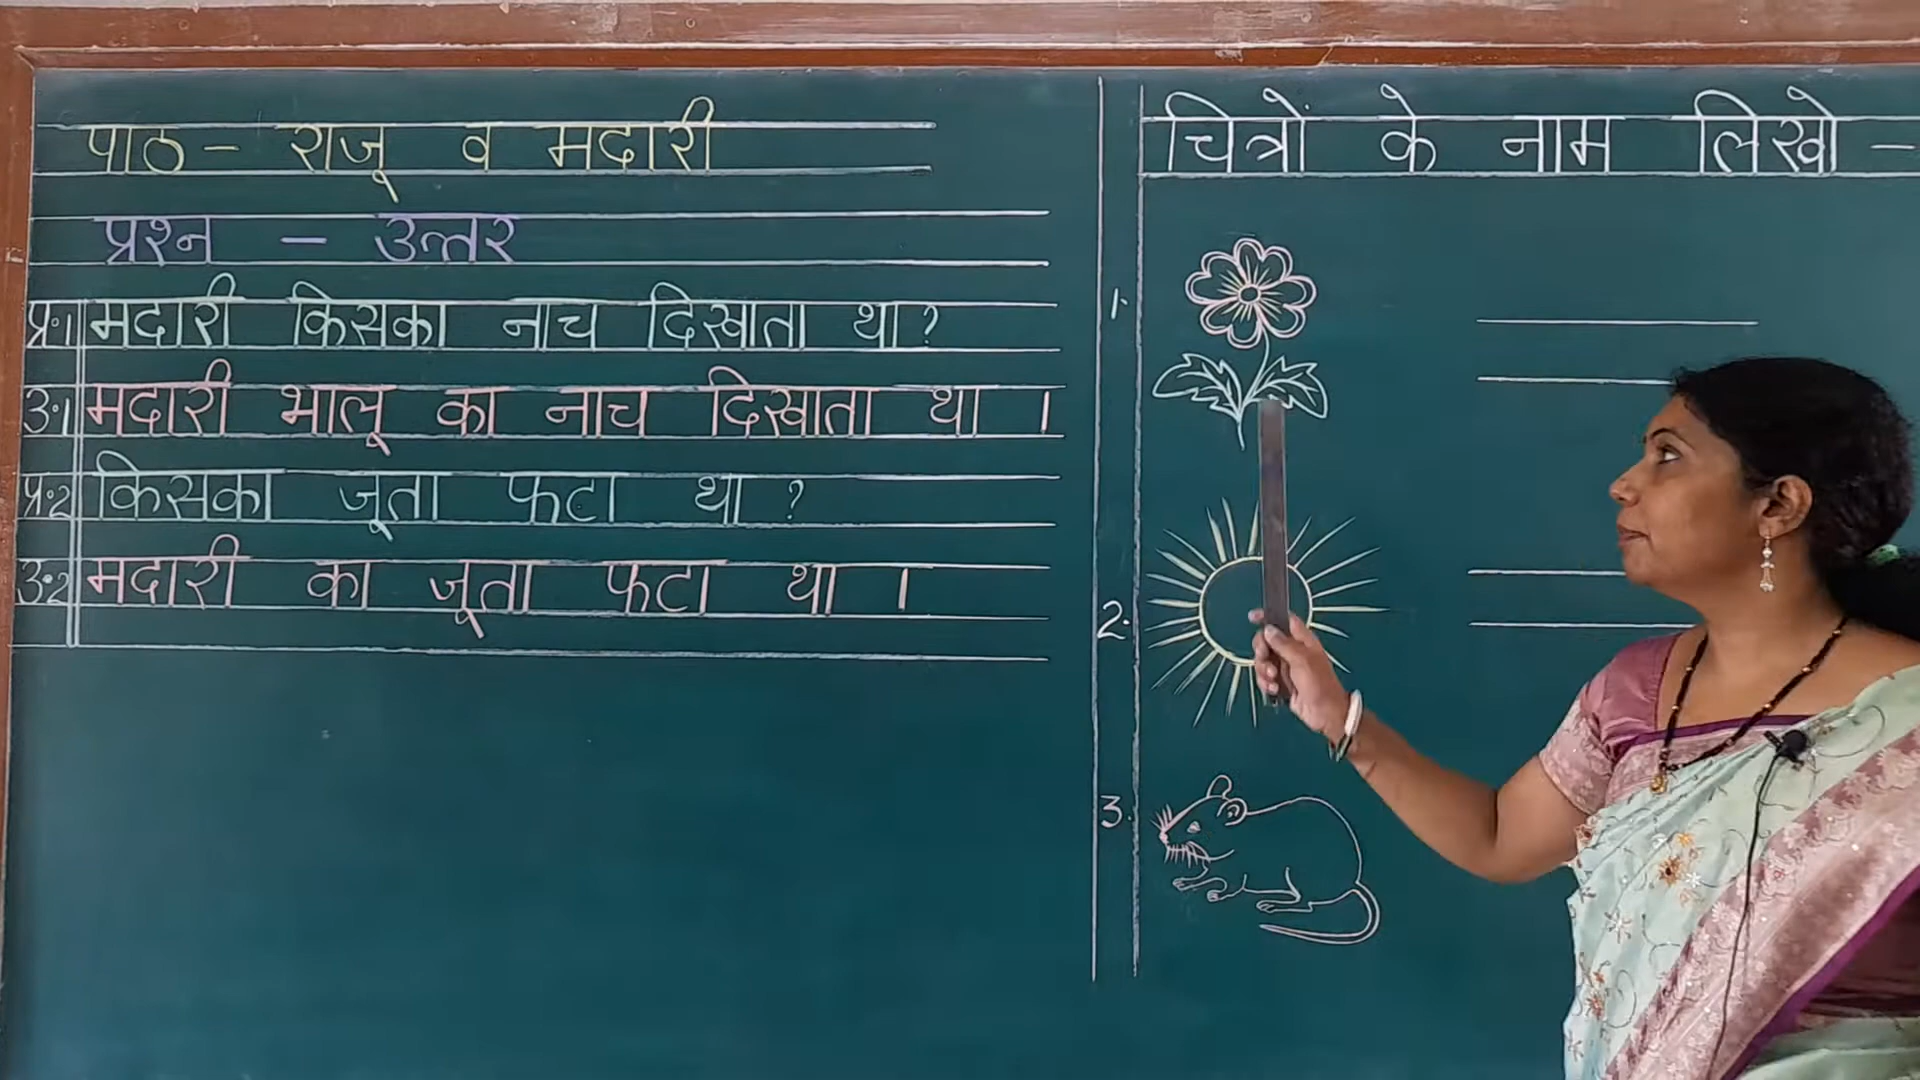 पाठ - राजू व मदारी
प्रश्न - उत्तर
प्र॰1 मदारी किसका नाच दिखाता था?
उ॰1 मदारी भालू का नाच दिखाता था ।
प्र॰2 किसका जूता फटा था ?
उ॰2 मदारी का जूता फटा था ।
चित्रों के नाम लिखो -
1.
2.
3.